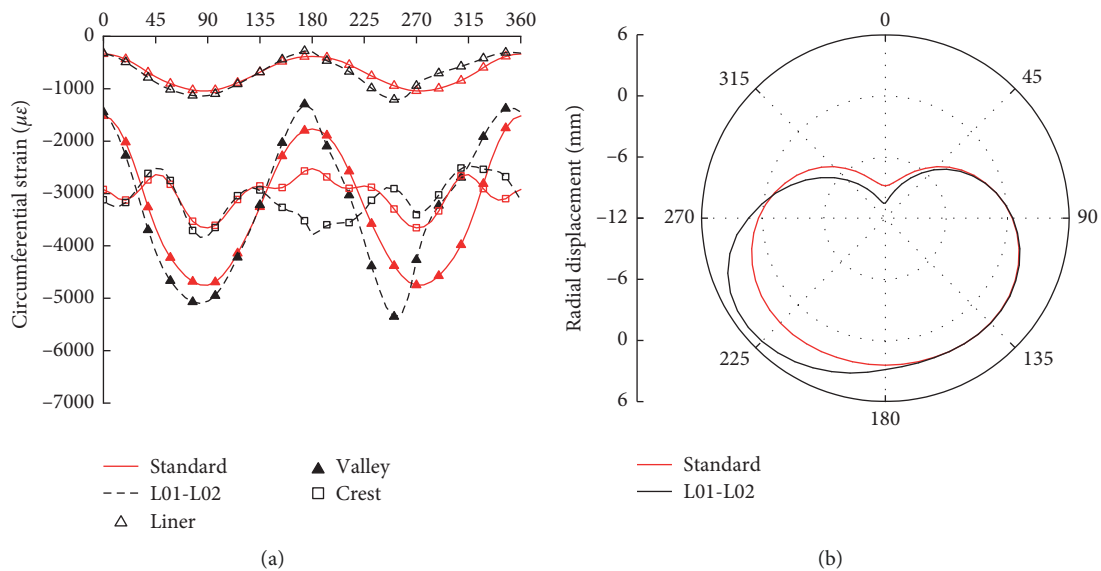 0 45 90 135 180 225 270 315 360
0
−1000
−2000
−3000
−4000
−5000
−6000
−7000
Circumferential strain (με)
Standard
L01-L02
Liner
Valley
Crest
(a)
6
0
−6
−12
−6
0
6
Radial displacement (mm)
0
45
90
135
180
225
270
315
Standard
L01-L02
(b)